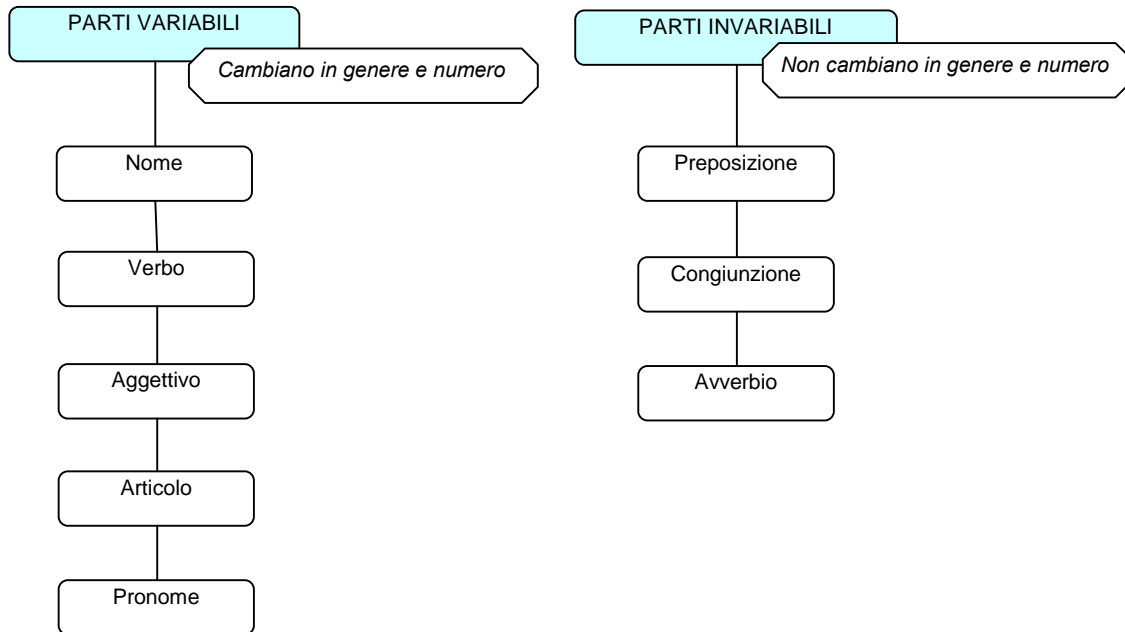 PARTI VARIABILI
Cambiano in genere e numero
Nome
Verbo
Aggettivo
Articolo
Pronome
PARTI INVARIABILI
Non cambiano in genere e numero
Preposizione
Congiunzione
Avverbio